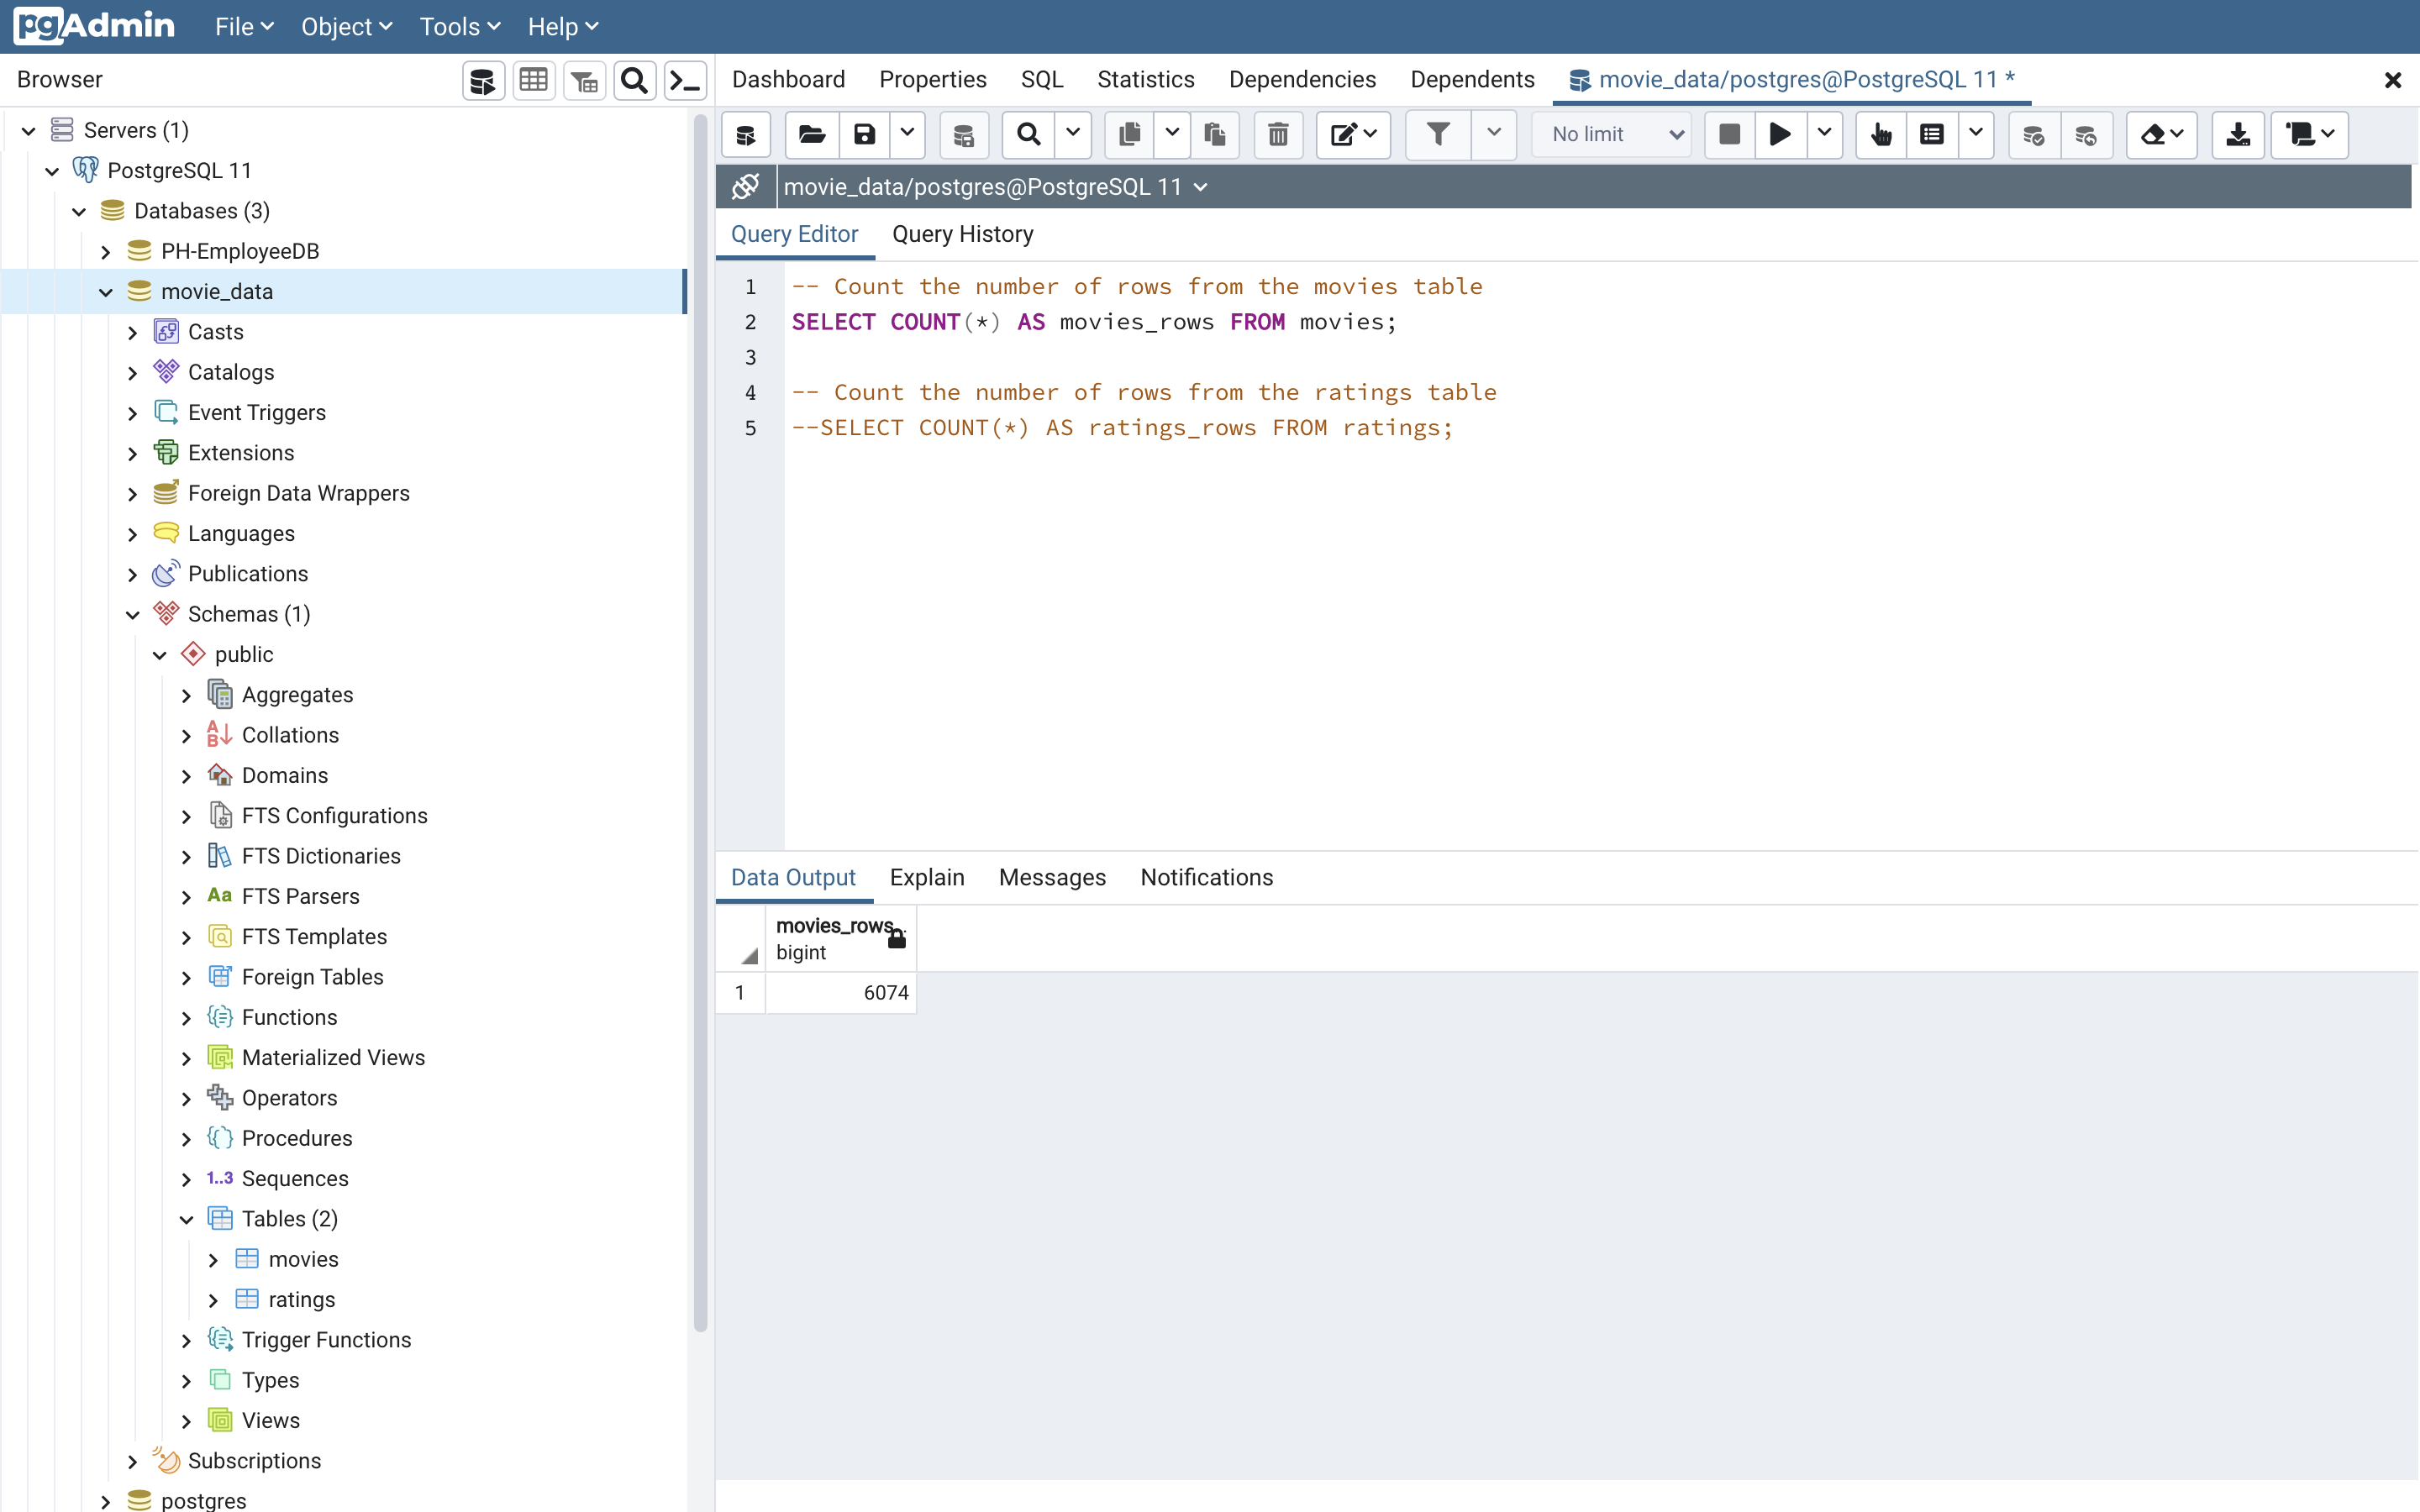 pgAdmin File Object Tools Help
Browser
Dashboard Properties SQL Statistics Dependencies Dependents movie_data/postgres@PostgreSQL 11 *
Servers (1)
PostgreSQL 11
Databases (3)
PH-EmployeeDB
movie_data
Casts
Catalogs
Event Triggers
Extensions
Foreign Data Wrappers
Languages
Publications
Schemas (1)
public
Aggregates
Collations
Domains
FTS Configurations
FTS Dictionaries
Aa FTS Parsers
FTS Templates
Foreign Tables
Functions
Materialized Views
Operators
Procedures
1..3 Sequences
Tables (2)
movies
ratings
Trigger Functions
Types
Views
Subscriptions
postgres
No limit
movie_data/postgres@PostgreSQL 11
Query Editor Query History
1 -- Count the number of rows from the movies table
2 SELECT COUNT(*) AS movies_rows FROM movies;
3
4 -- Count the number of rows from the ratings table
5 --SELECT COUNT(*) AS ratings_rows FROM ratings;
Data Output Explain Messages Notifications
movies_rows
bigint
1 6074